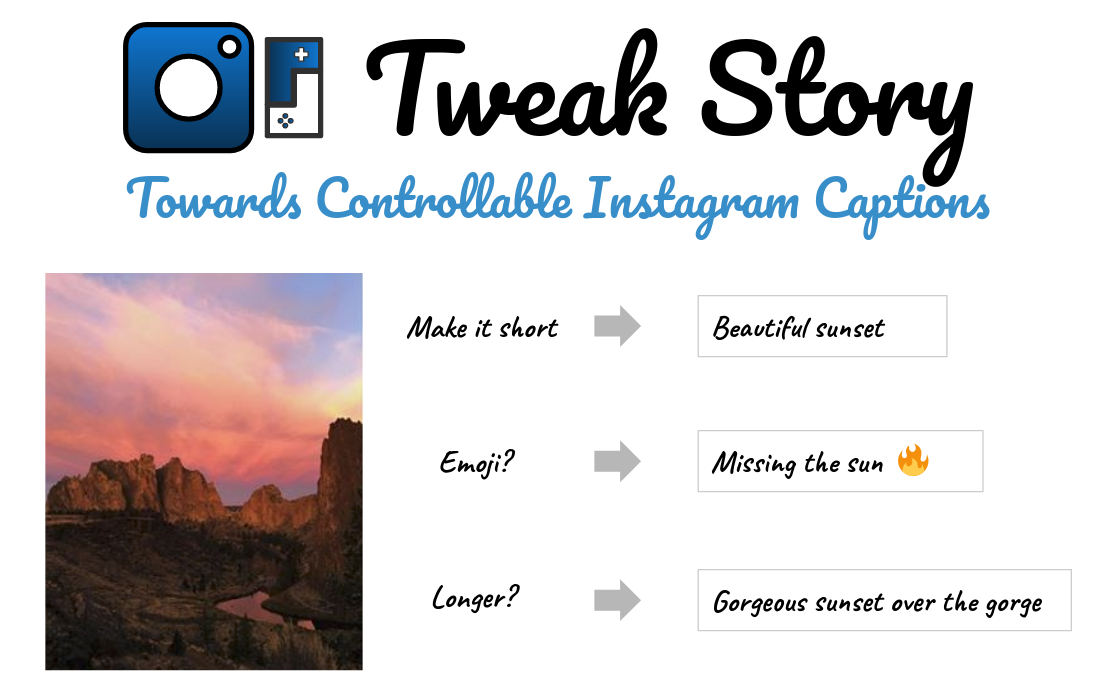 Tweak Story
Towards Controllable Instagram Captions
Make it short
Beautiful sunset
Emoji?
Missing the sun 🔥
Longer?
Gorgeous sunset over the gorge